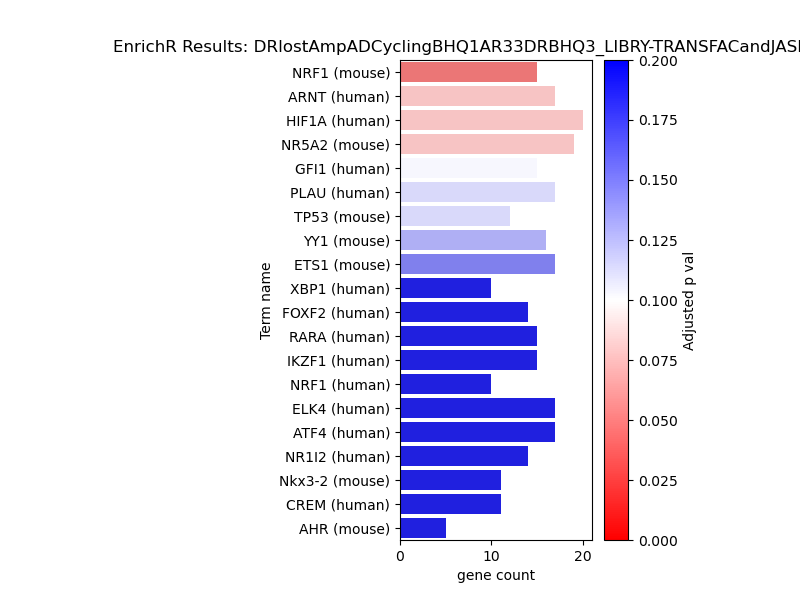 EnrichR Results: DRlostAmpADCyclingBHQ1AR33DRBHQ3_LIBRY-TRANSFACandJAS
NRF1 (mouse)
ARNT (human)
HIF1A (human)
NR5A2 (mouse)
GFI1 (human)
PLAU (human)
TP53 (mouse)
YY1 (mouse)
ETS1 (mouse)
XBP1 (human)
FOXF2 (human)
RARA (human)
IKZF1 (human)
NRF1 (human)
ELK4 (human)
ATF4 (human)
NR1I2 (human)
Nkx3-2 (mouse)
CREM (human)
AHR (mouse)
Term name
0
10
20
gene count
0.200
0.175
0.150
0.125
0.100
0.075
0.050
0.025
0.000
Adjusted p val